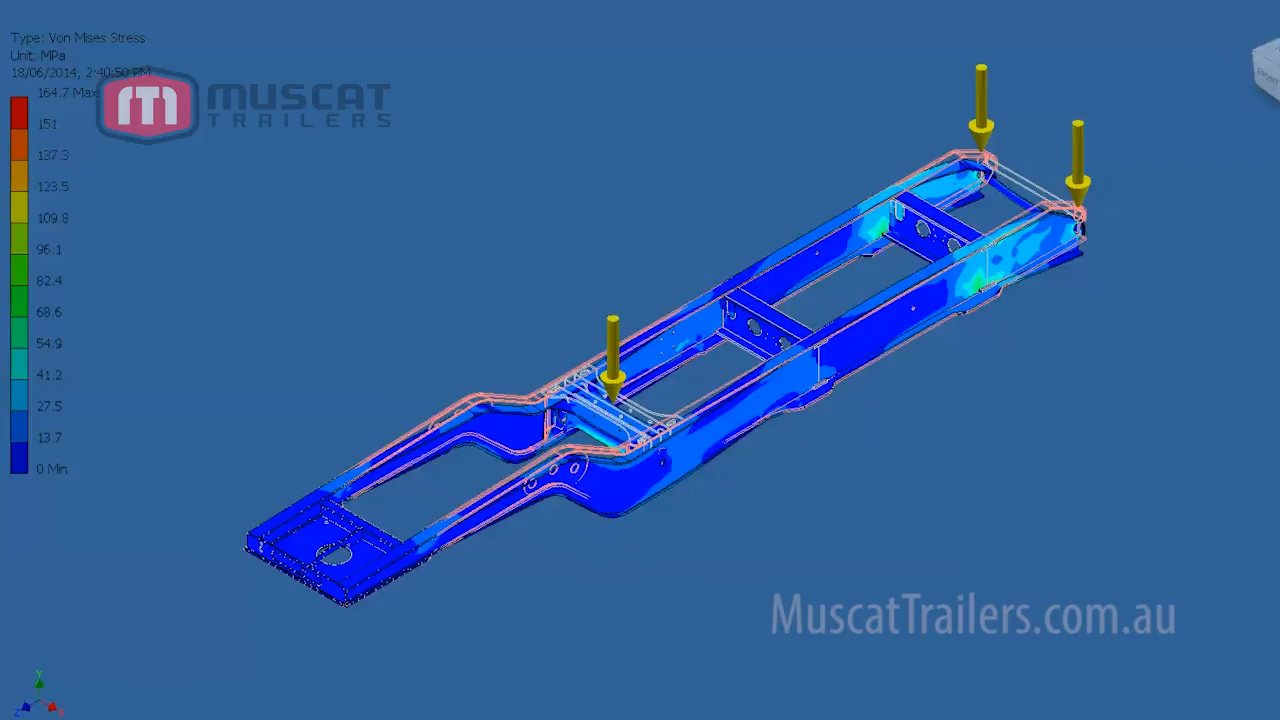 Type: Von Mises Stress
Unit: MPa
18/06/2014, 2:40:50 PM
164.7 Max
151
137.3
123.5
109.8
96.1
82.4
68.6
54.9
41.2
27.5
13.7
0 Min
MUSCAT
TRAILERS
MuscatTrailers.com.au
Y
Z
X